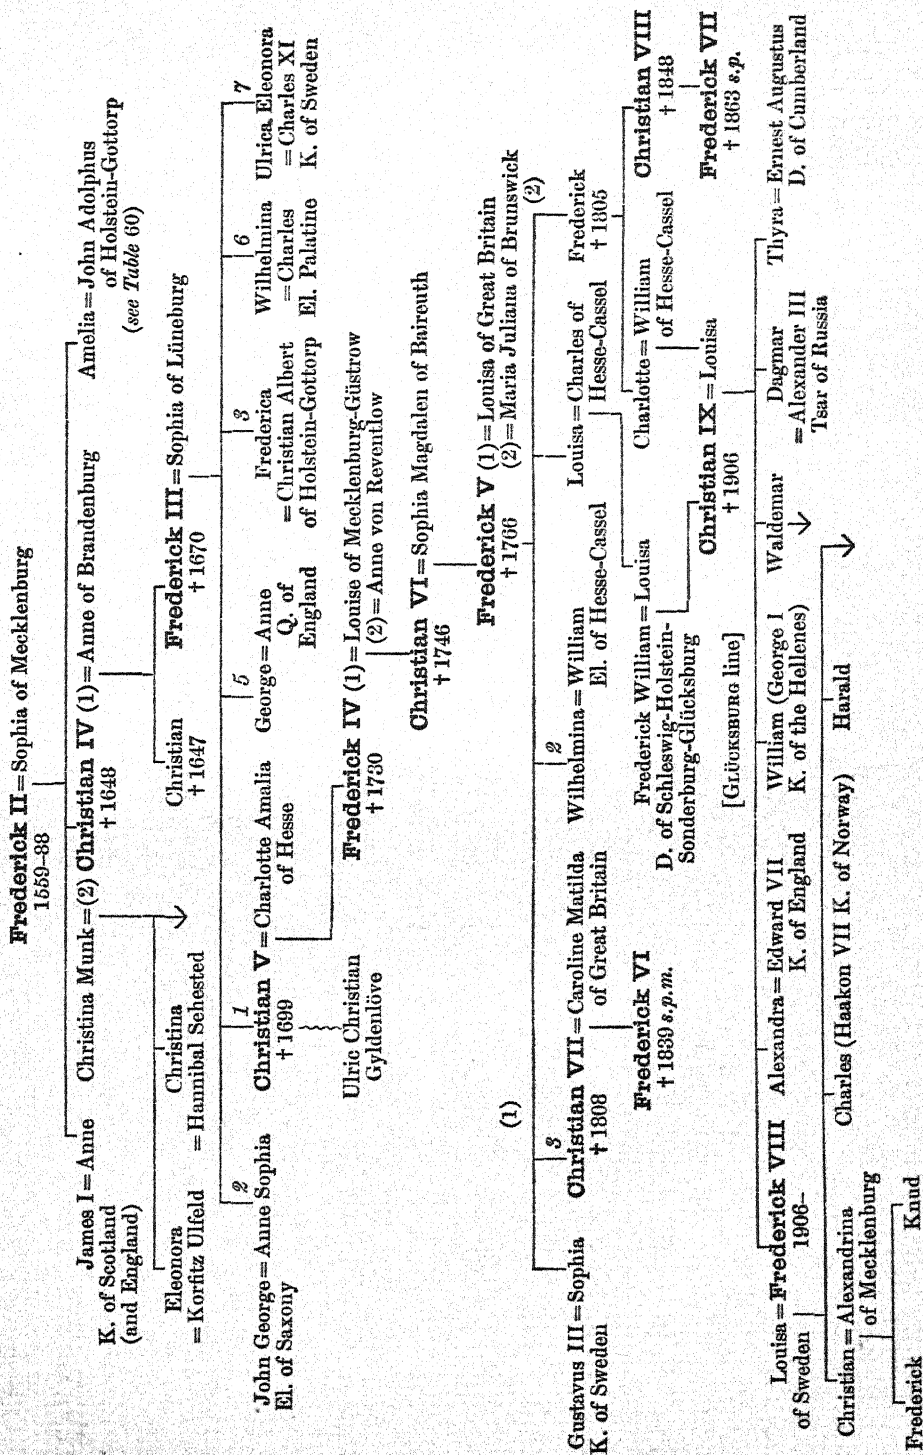 Frederick II = Sophia of Mecklenburg
1559–88
James I = Anne
K. of Scotland
(and England)
Christina Munk = (2) Christian IV (1) = Anne of Brandenburg
† 1648
Amelia = John Adolphus
of Holstein-Gottorp
(see Table 60)
Eleonora
= Korfitz Ulfeld
Christina
= Hannibal Sehested
Christian
† 1647
Frederick III = Sophia of Lüneburg
† 1670
2
John George = Anne Sophia
El. of Saxony
1
Christian V = Charlotte Amalia
† 1699
of Hesse
5
George = Anne
Q. of
England
3
Frederica
= Christian Albert
of Holstein-Gottorp
6
Wilhelmina
= Charles
El. Palatine
7
Ulrica Eleonora
= Charles XI
K. of Sweden
Ulric Christian
Gyldenlöve
Frederick IV (1) = Louise of Mecklenburg-Güstrow
† 1730
(2) = Anne von Reventlow
Christian VI = Sophia Magdalen of Baireuth
† 1746
Frederick V (1) = Louisa of Great Britain
† 1766
(2) = Maria Juliana of Brunswick
(1)
(2)
Gustavus III = Sophia
K. of Sweden
3
Christian VII = Caroline Matilda
† 1808
of Great Britain
2
Wilhelmina = William
El. of Hesse-Cassel
Louisa = Charles of
Hesse-Cassel
Frederick
† 1805
Frederick VI
† 1839 s.p.m.
Frederick William = Louisa
D. of Schleswig-Holstein-
Sonderburg-Glücksburg
Charlotte = William
of Hesse-Cassel
Christian VIII
† 1848
Frederick VII
† 1863 s.p.
[GLÜCKSBURG line]
Christian IX = Louisa
† 1906
Louisa = Frederick VIII
of Sweden
1906–
Alexandra = Edward VII
K. of England
William (George I
K. of the Hellenes)
Waldemar
Dagmar
= Alexander III
Tsar of Russia
Thyra = Ernest Augustus
D. of Cumberland
Christian = Alexandrina
of Mecklenburg
Charles (Haakon VII K. of Norway)
Harald
Frederick
Knud